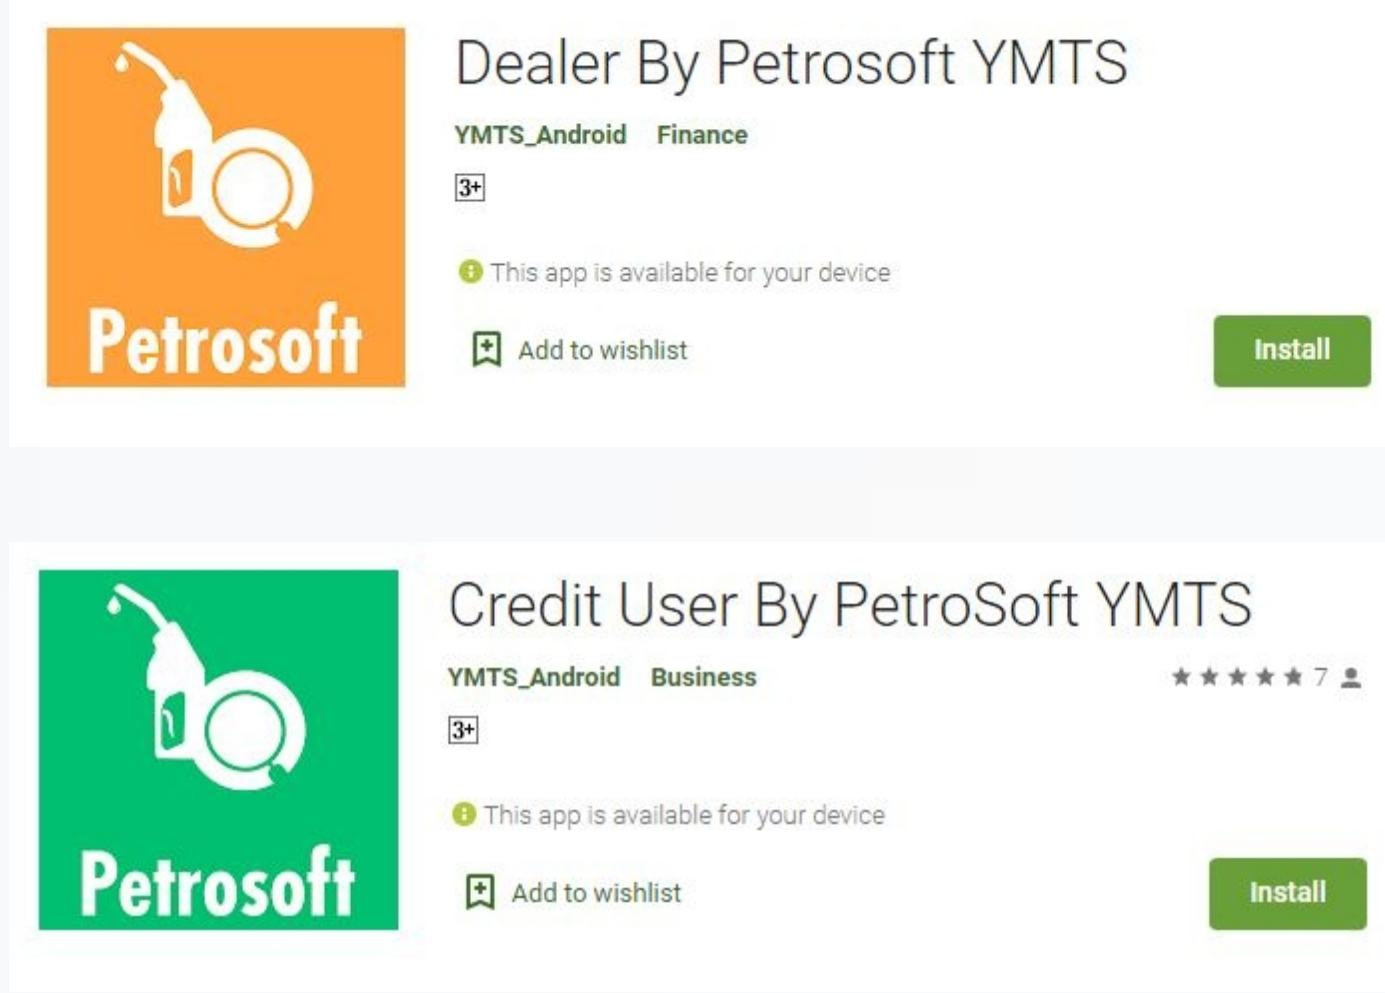 Petrosoft
Dealer By Petrosoft YMTS
YMTS_Android Finance
3+
This app is available for your device
Add to wishlist
Install
Petrosoft
Credit User By PetroSoft YMTS
YMTS_Android Business 7
3+
This app is available for your device
Add to wishlist
Install